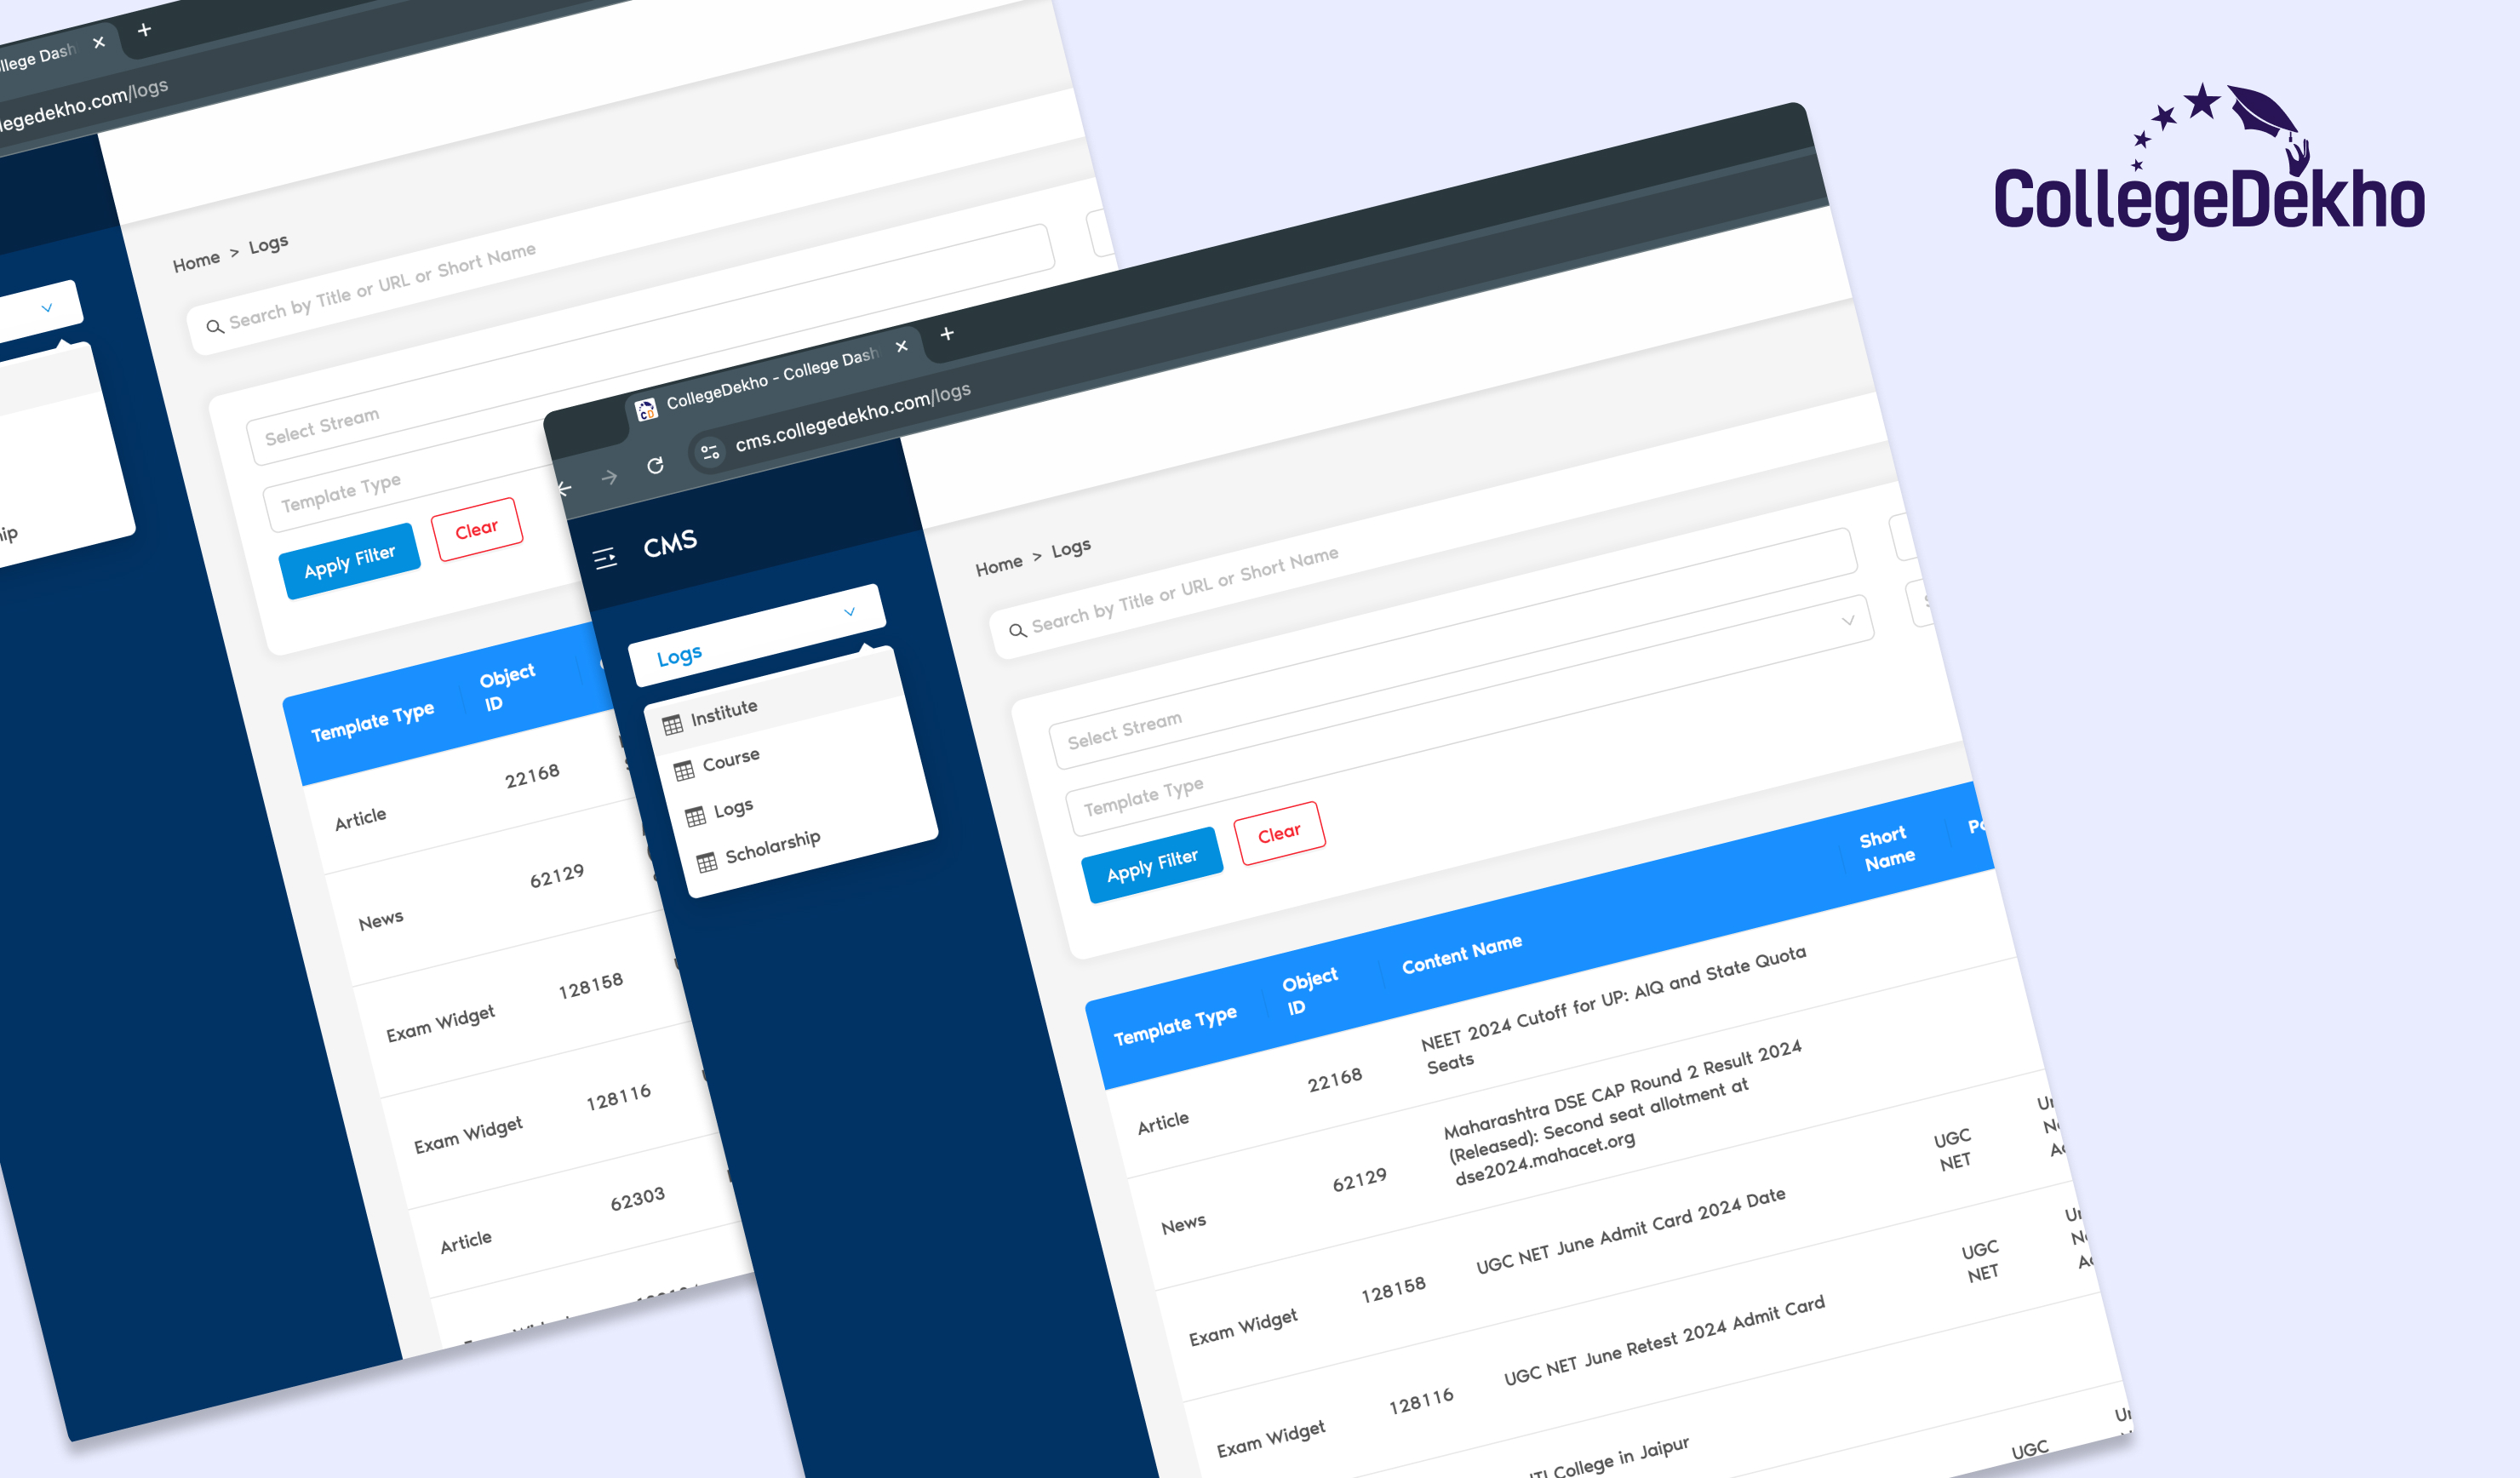 CollegeDekho
llege Dash
legedekho.com/logs
Home > Logs
Search by Title or URL or Short Name
Select Stream
Template Type
Apply Filter
Clear
Template Type
Object
ID
Article
22168
News
62129
Exam Widget
128158
Exam Widget
128116
Article
62303
CollegeDekho - College Dash
cms.collegedekho.com/logs
CMS
Logs
Institute
Course
Logs
Scholarship
Home > Logs
Search by Title or URL or Short Name
Select Stream
Template Type
Apply Filter
Clear
Template Type
Object
ID
Content Name
Short
Name
Article
22168
NEET 2024 Cutoff for UP: AIQ and State Quota
Seats
News
62129
Maharashtra DSE CAP Round 2 Result 2024
(Released): Second seat allotment at
dse2024.mahacet.org
Exam Widget
128158
UGC NET June Admit Card 2024 Date
UGC
NET
Exam Widget
128116
UGC NET June Retest 2024 Admit Card
UGC
NET
College in Jaipur
UGC